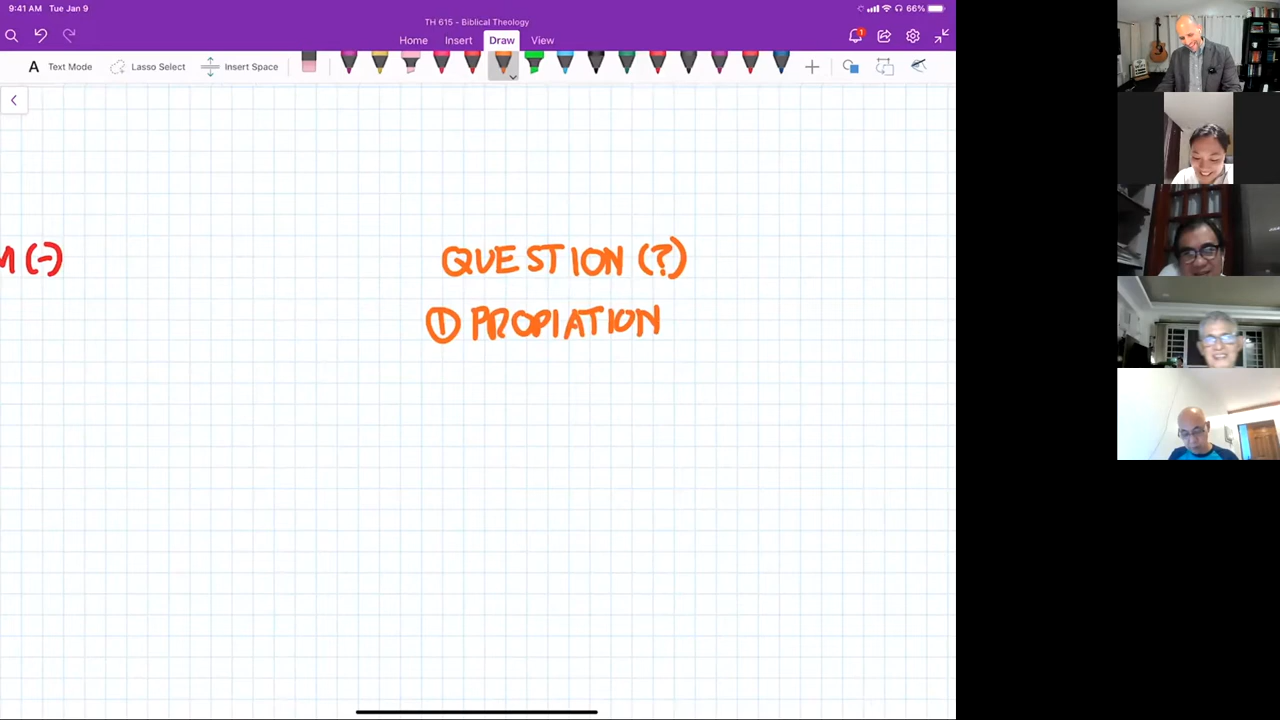 9:41 AM Tue Jan 9
66%
TH 615 - Biblical Theology
Home Insert Draw View
1
A Text Mode Lasso Select Insert Space
M (-)
QUESTION (?)
① PROPIATION